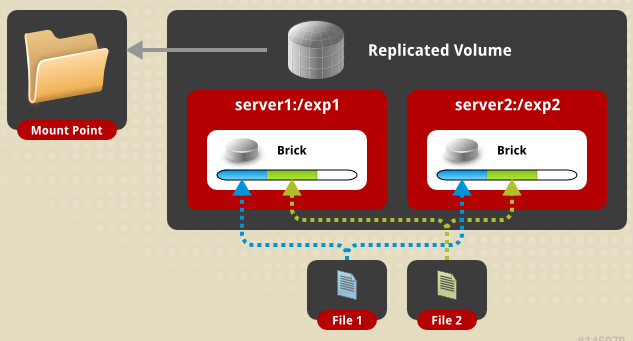 Replicated Volume
Mount Point
server1:/exp1
server2:/exp2
Brick
Brick
File 1
File 2